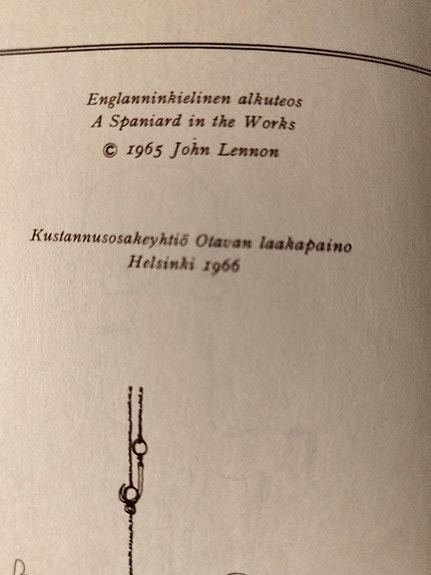 Englanninkielinen alkuteos
A Spaniard in the Works
© 1965 John Lennon
Kustannusosakeyhtiö Otavan laakapaino
Helsinki 1966